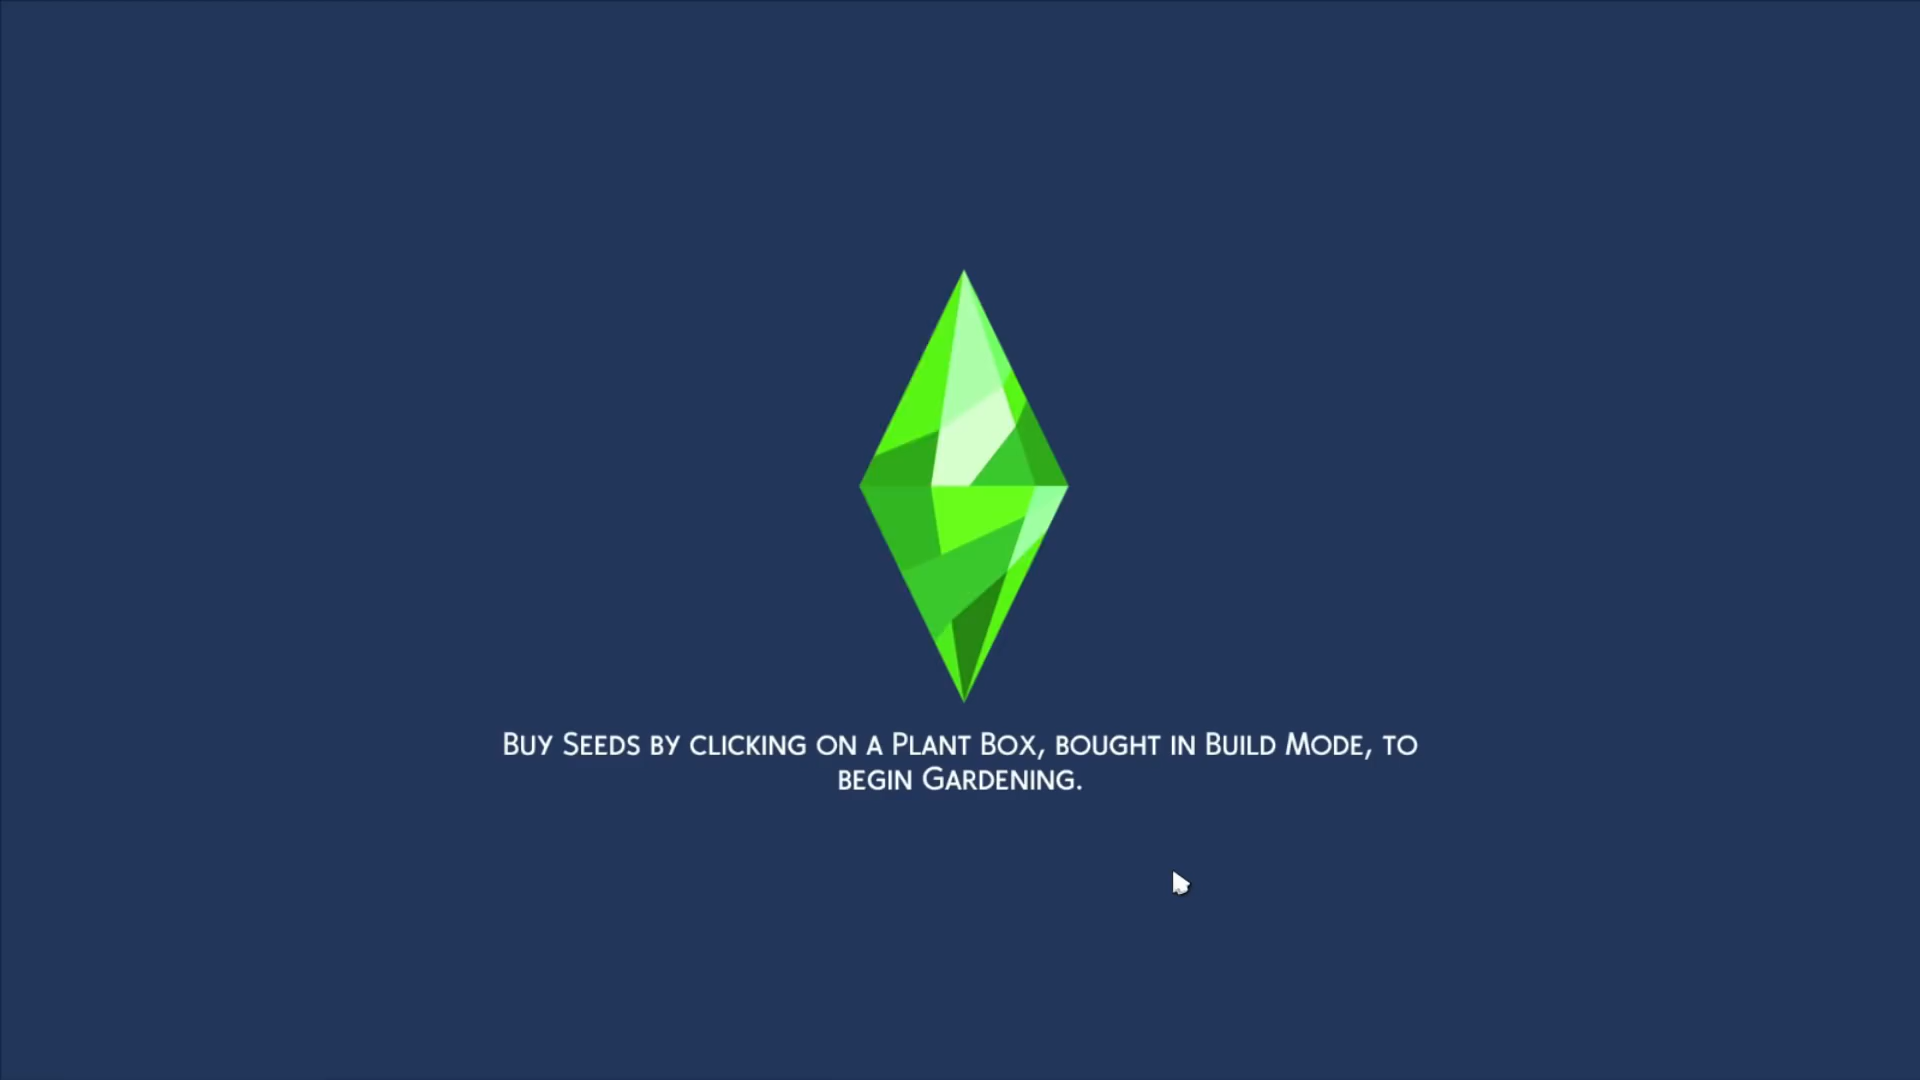 Buy Seeds by clicking on a Plant Box, bought in Build Mode, to
begin Gardening.